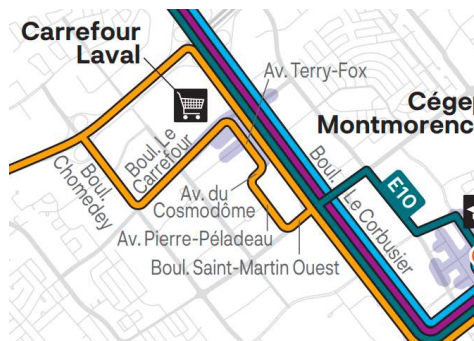 Carrefour
Laval
Av. Terry-Fox
Cége
Montmorenc
Boul. Le
Carrefour
Boul.
Chomedey
Boul.
Le Corbusier
E10
Av. du
Cosmodôme
Av. Pierre-Péladeau
Boul. Saint-Martin Ouest